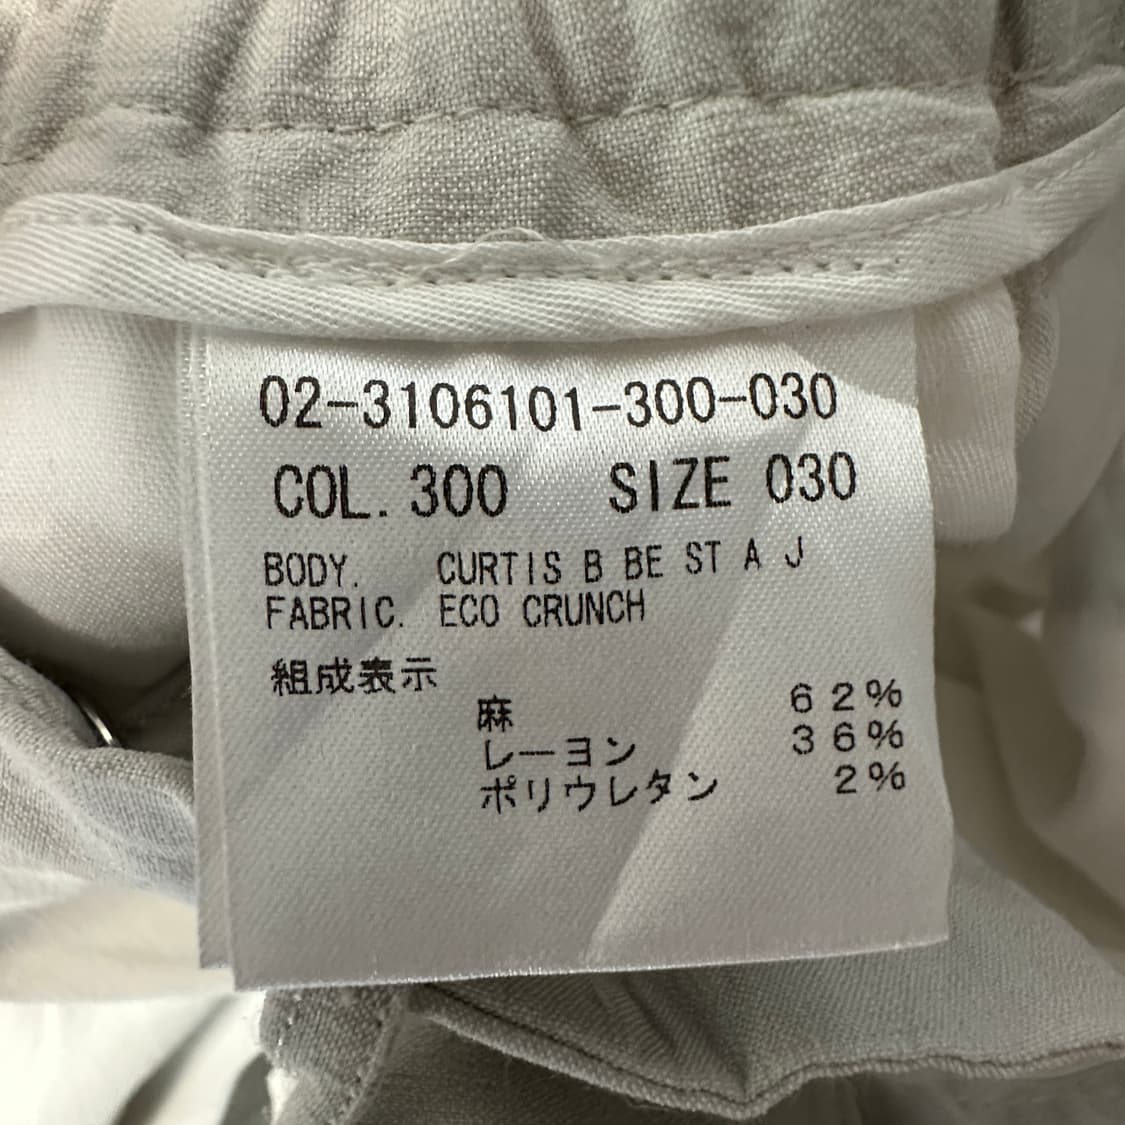 02-3106101-300-030
COL. 300 SIZE 030
BODY. CURTIS B BE ST A J
FABRIC. ECO CRUNCH
組成表示
麻 62%
レーヨン 36%
ポリウレタン 2%